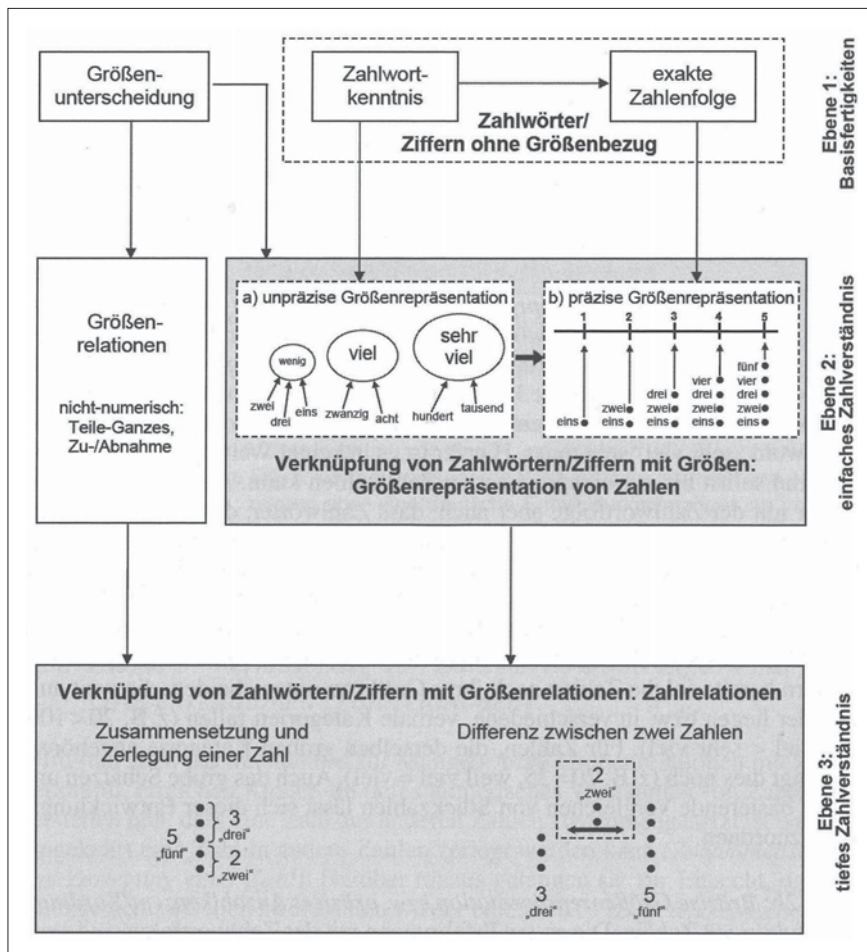 Größen-
unterscheidung
Zahlwort-
kenntnis
exakte
Zahlenfolge
Zahlwörter/
Ziffern ohne Größenbezug
Ebene 1:
Basisfertigkeiten
Größen-
relationen
nicht-numerisch:
Teile-Ganzes,
Zu-/Abnahme
a) unpräzise Größenrepräsentation
wenig
viel
sehr
viel
zwei
drei
eins
zwanzig
acht
hundert
tausend
b) präzise Größenrepräsentation
1 2 3 4 5
fünf
vier vier
drei drei drei
zwei zwei zwei zwei
eins eins eins eins eins
Verknüpfung von Zahlwörtern/Ziffern mit Größen:
Größenrepräsentation von Zahlen
Ebene 2:
einfaches Zahlverständnis
Verknüpfung von Zahlwörtern/Ziffern mit Größenrelationen: Zahlrelationen
Zusammensetzung und
Zerlegung einer Zahl
5
„fünf“
3
„drei“
2
„zwei“
Differenz zwischen zwei Zahlen
2
„zwei“
3
„drei“
5
„fünf“
Ebene 3:
tiefes Zahlverständnis